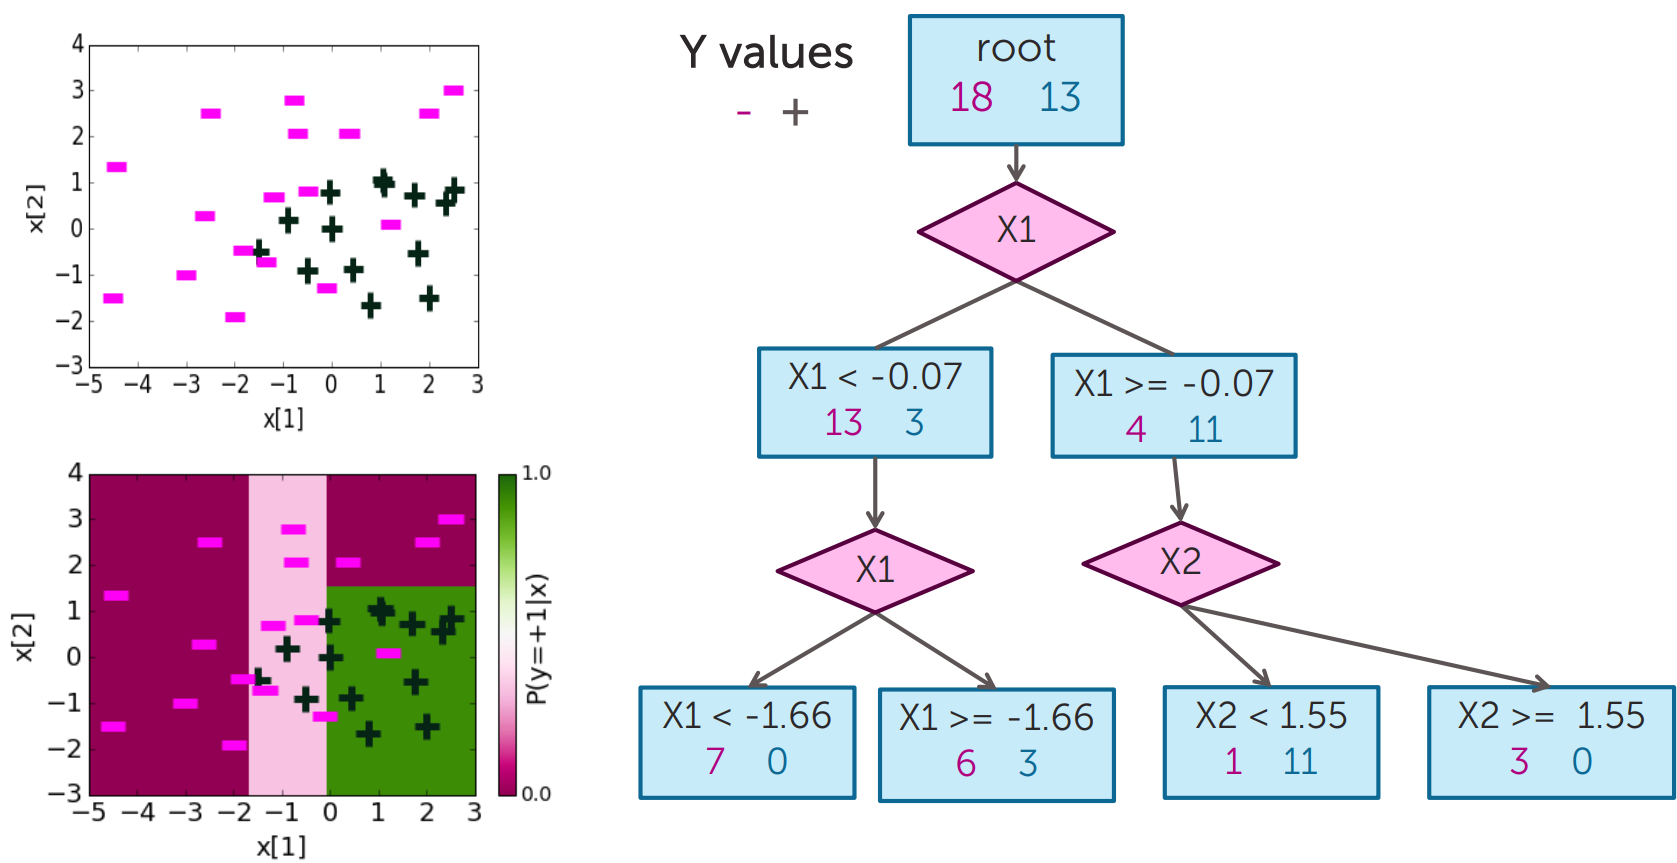 4
3
2
1
0
−1
−2
−3
x[2]
−5 −4 −3 −2 −1 0 1 2 3
x[1]
4
3
2
1
0
−1
−2
−3
x[2]
−5 −4 −3 −2 −1 0 1 2 3
x[1]
1.0
0.0
P(y=+1|x)
Y values
- +
root
18 13
X1
X1 < -0.07
13 3
X1 >= -0.07
4 11
X1
X2
X1 < -1.66
7 0
X1 >= -1.66
6 3
X2 < 1.55
1 11
X2 >= 1.55
3 0